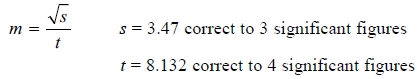 m = √s / t
s = 3.47 correct to 3 significant figures
t = 8.132 correct to 4 significant figures